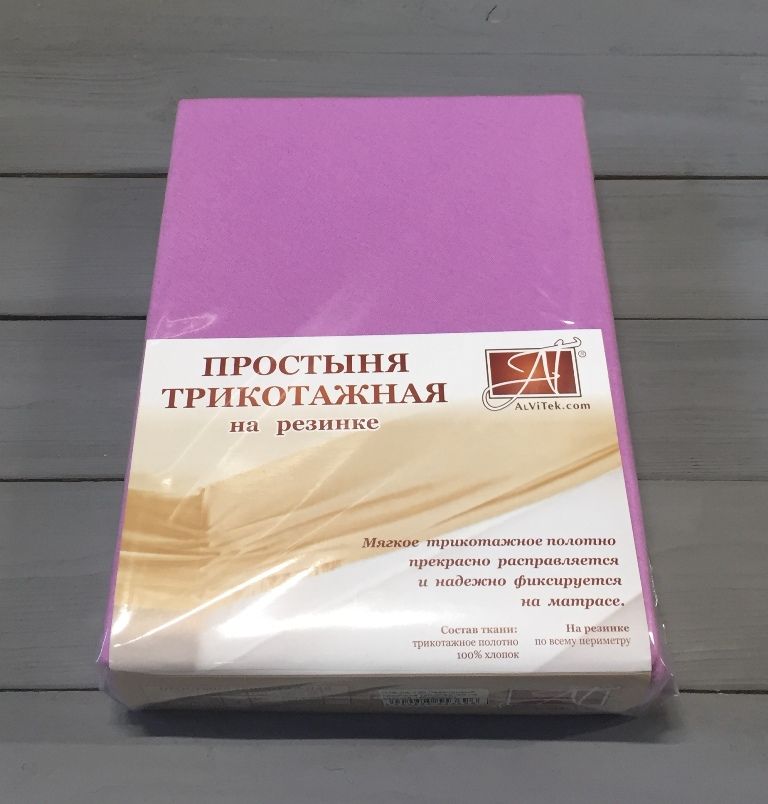 ПРОСТЫНЯ
ТРИКОТАЖНАЯ
на резинке
®
ALViTek.com
Мягкое трикотажное полотно
прекрасно расправляется
и надежно фиксируется
на матрасе.
Состав ткани:
трикотажное полотно
100% хлопок
На резинке
по всему периметру